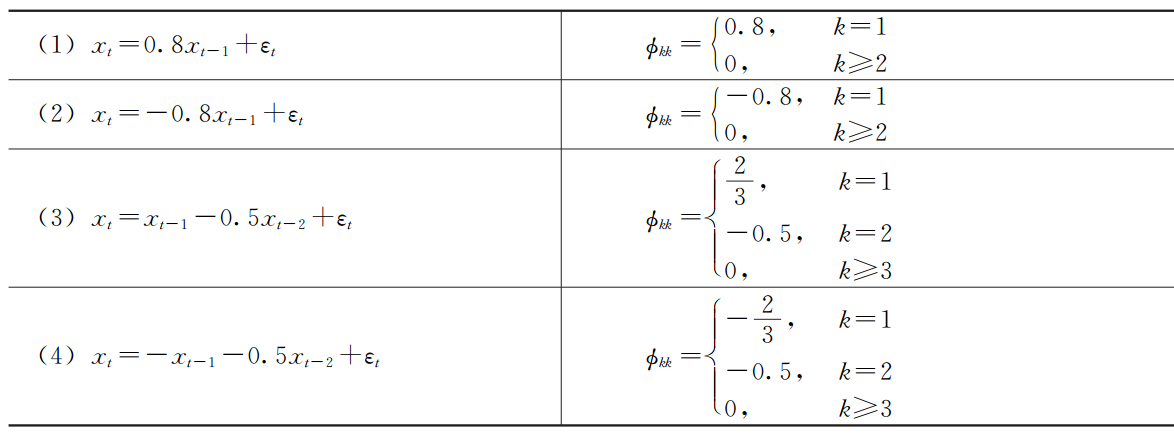 (1) xₜ=0.8xₜ₋₁+εₜ ϕₖₖ={0.8, k=1
0, k≥2
(2) xₜ=-0.8xₜ₋₁+εₜ ϕₖₖ={-0.8, k=1
0, k≥2
(3) xₜ=xₜ₋₁-0.5xₜ₋₂+εₜ ϕₖₖ={2/3, k=1
-0.5, k=2
0, k≥3
(4) xₜ=-xₜ₋₁-0.5xₜ₋₂+εₜ ϕₖₖ={-2/3, k=1
-0.5, k=2
0, k≥3